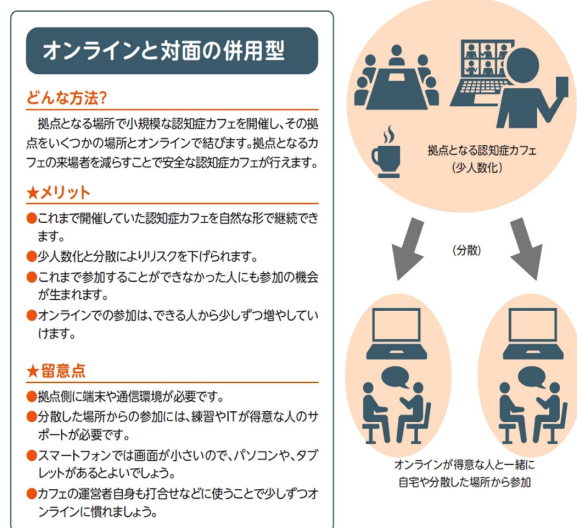 オンラインと対面の併用型
どんな方法?
拠点となる場所で小規模な認知症カフェを開催し、その拠
点をいくつかの場所とオンラインで結びます。拠点となるカ
フェの来場者を減らすことで安全な認知症カフェが行えます。
★メリット
●これまで開催していた認知症カフェを自然な形で継続でき
ます。
●少人数化と分散によりリスクを下げられます。
●これまで参加することができなかった人にも参加の機会
が生まれます。
●オンラインでの参加は、できる人から少しずつ増やしてい
けます。
★留意点
●拠点側に端末や通信環境が必要です。
●分散した場所からの参加には、練習やITが得意な人のサ
ポートが必要です。
●スマートフォンでは画面が小さいので、パソコンや、タブ
レットがあるとよいでしょう。
●カフェの運営者自身も打合せなどに使うことで少しずつオ
ンラインに慣れましょう。
拠点となる認知症カフェ
(少人数化)
(分散)
オンラインが得意な人と一緒に
自宅や分散した場所から参加